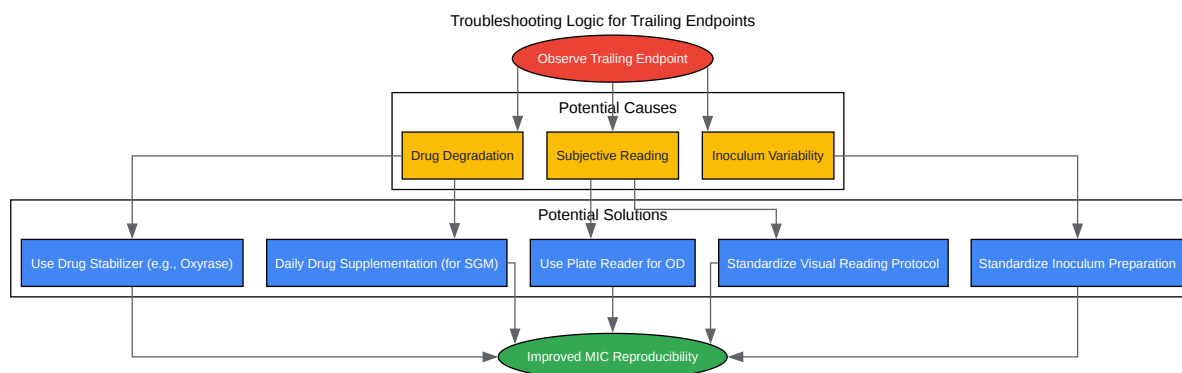 Troubleshooting Logic for Trailing Endpoints
Observe Trailing Endpoint
Potential Causes
Drug Degradation
Subjective Reading
Inoculum Variability
Potential Solutions
Use Drug Stabilizer (e.g., Oxyrase)
Daily Drug Supplementation (for SGM)
Use Plate Reader for OD
Standardize Visual Reading Protocol
Standardize Inoculum Preparation
Improved MIC Reproducibility